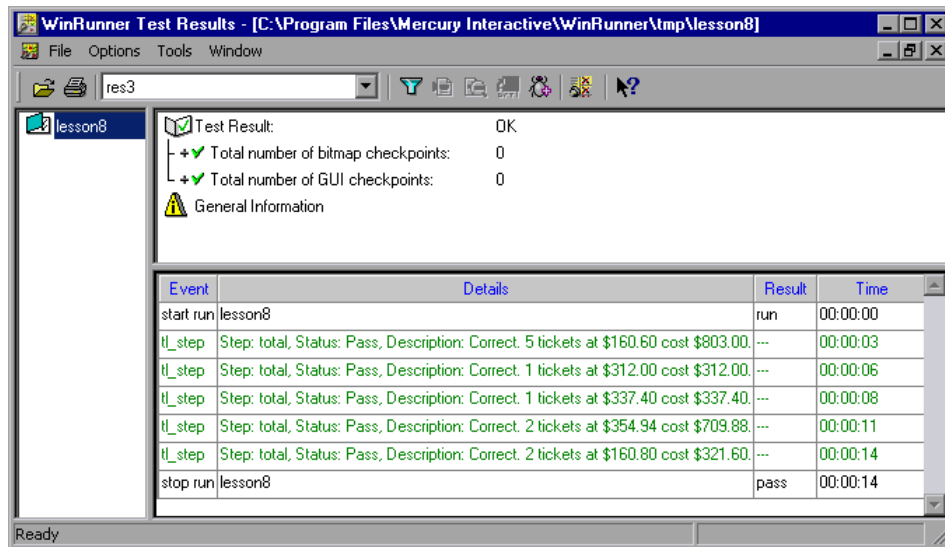 WinRunner Test Results - [C:\Program Files\Mercury Interactive\WinRunner\tmp\lesson8]
File Options Tools Window
res3
lesson8
Test Result: OK
Total number of bitmap checkpoints: 0
Total number of GUI checkpoints: 0
General Information
Event Details Result Time
start run lesson8 run 00:00:00
tl_step Step: total, Status: Pass, Description: Correct. 5 tickets at $160.60 cost $803.00. --- 00:00:03
tl_step Step: total, Status: Pass, Description: Correct. 1 tickets at $312.00 cost $312.00. --- 00:00:06
tl_step Step: total, Status: Pass, Description: Correct. 1 tickets at $337.40 cost $337.40. --- 00:00:08
tl_step Step: total, Status: Pass, Description: Correct. 2 tickets at $354.94 cost $709.88. --- 00:00:11
tl_step Step: total, Status: Pass, Description: Correct. 2 tickets at $160.80 cost $321.60. --- 00:00:14
stop run lesson8 pass 00:00:14
Ready